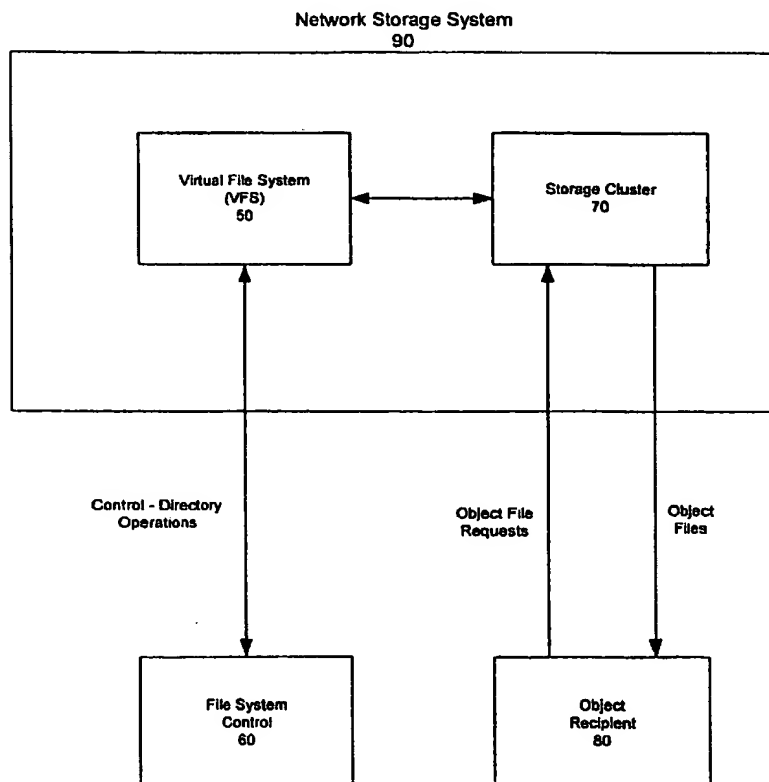 Network Storage System
90
Virtual File System
(VFS)
50
Storage Cluster
70
Control - Directory
Operations
Object File
Requests
Object
Files
File System
Control
60
Object
Recipient
80